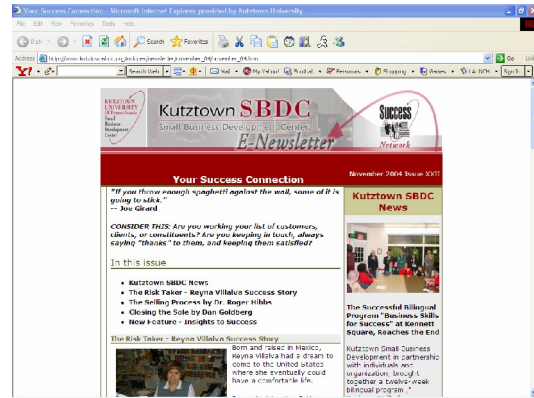 Your Success Connection - Microsoft Internet Explorer provided by Kutztown University
File Edit View Favorites Tools Help
Back
Search
Favorites
Address
Go
Search Web
Mail
My Yahoo!
Personals
Shopping
Games
Sign In
KUTZTOWN
UNIVERSITY
Small
Business
Development
Center
Kutztown SBDC
Small Business Development Center
E-Newsletter
Success
Network
Your Success Connection
November 2004 Issue XXII
"If you throw enough spaghetti against the wall, some of it is
going to stick."
-- Joe Girard
CONSIDER THIS: Are you working your list of customers,
clients, or constituents? Are you keeping in touch, always
saying "thanks" to them, and keeping them satisfied?
In this issue
• Kutztown SBDC News
• The Risk Taker - Reyna Villalva Success Story
• The Selling Process by Dr. Roger Hibbs
• Closing the Sale by Dan Goldberg
• New Feature - Insights to Success
The Risk Taker - Reyna Villalva Success Story
Born and raised in Mexico,
Reyna Villalva had a dream to
come to the United States
where she eventually could
have a comfortable life.
Kutztown SBDC
News
The Successful Bilingual
Program "Business Skills
for Success" at Kennett
Square, Reaches the End
Kutztown Small Business
Development in partnership
with individuals and
organization, brought
together a twelve-week
bilingual program,"